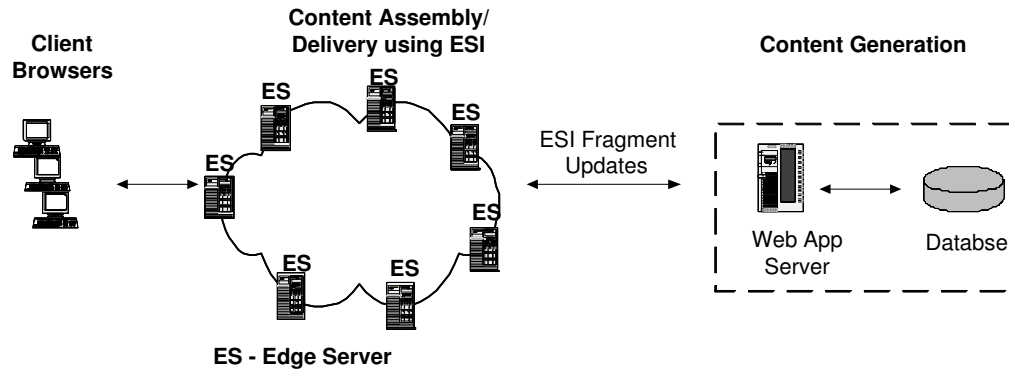 Client
Browsers
Content Assembly/
Delivery using ESI
Content Generation
ES
ES
ES
ES
ES
ES
ES
ESI Fragment
Updates
Web App
Server
Databse
ES - Edge Server